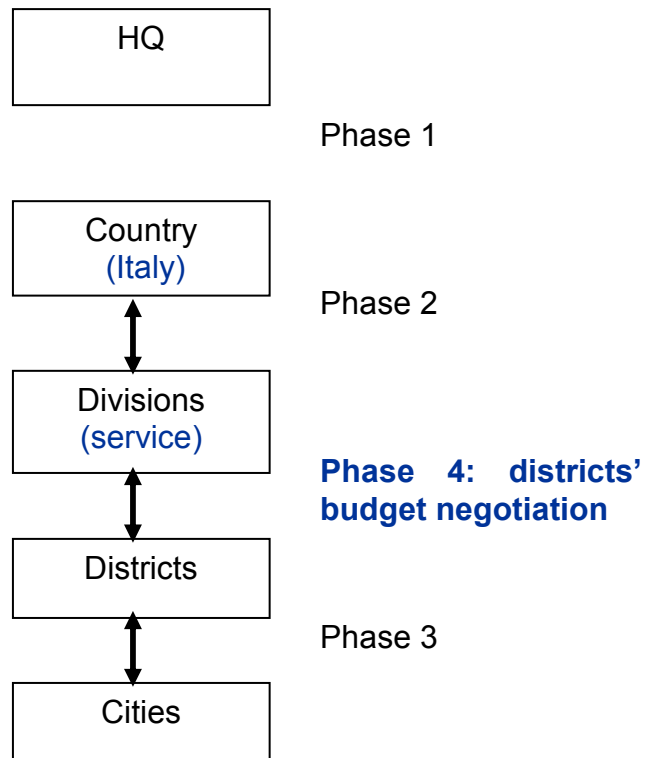 HQ
Phase 1
Country
(Italy)
Phase 2
Divisions
(service)
Phase 4: districts’
budget negotiation
Districts
Phase 3
Cities